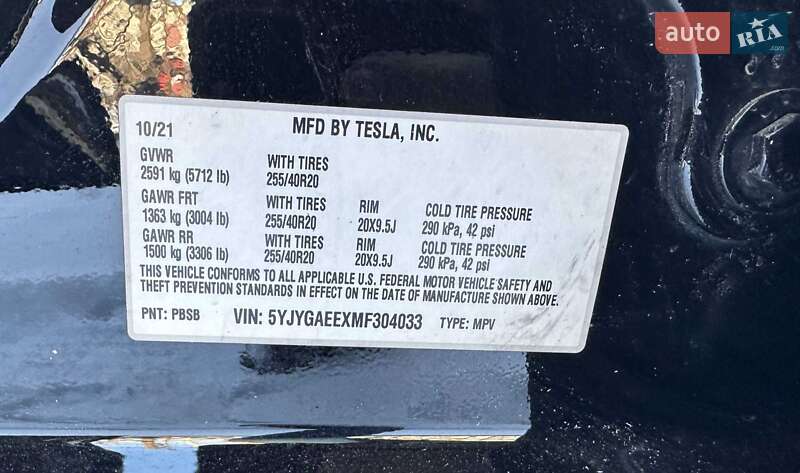 auto RIA.com
10/21 MFD BY TESLA, INC.
GVWR WITH TIRES
2591 kg (5712 lb) 255/40R20
GAWR FRT WITH TIRES RIM COLD TIRE PRESSURE
1363 kg (3004 lb) 255/40R20 20X9.5J 290 kPa, 42 psi
GAWR RR WITH TIRES RIM COLD TIRE PRESSURE
1500 kg (3306 lb) 255/40R20 20X9.5J 290 kPa, 42 psi
THIS VEHICLE CONFORMS TO ALL APPLICABLE U.S. FEDERAL MOTOR VEHICLE SAFETY AND
THEFT PREVENTION STANDARDS IN EFFECT ON THE DATE OF MANUFACTURE SHOWN ABOVE.
PNT: PBSB VIN: 5YJYGAEEXMF304033 TYPE: MPV